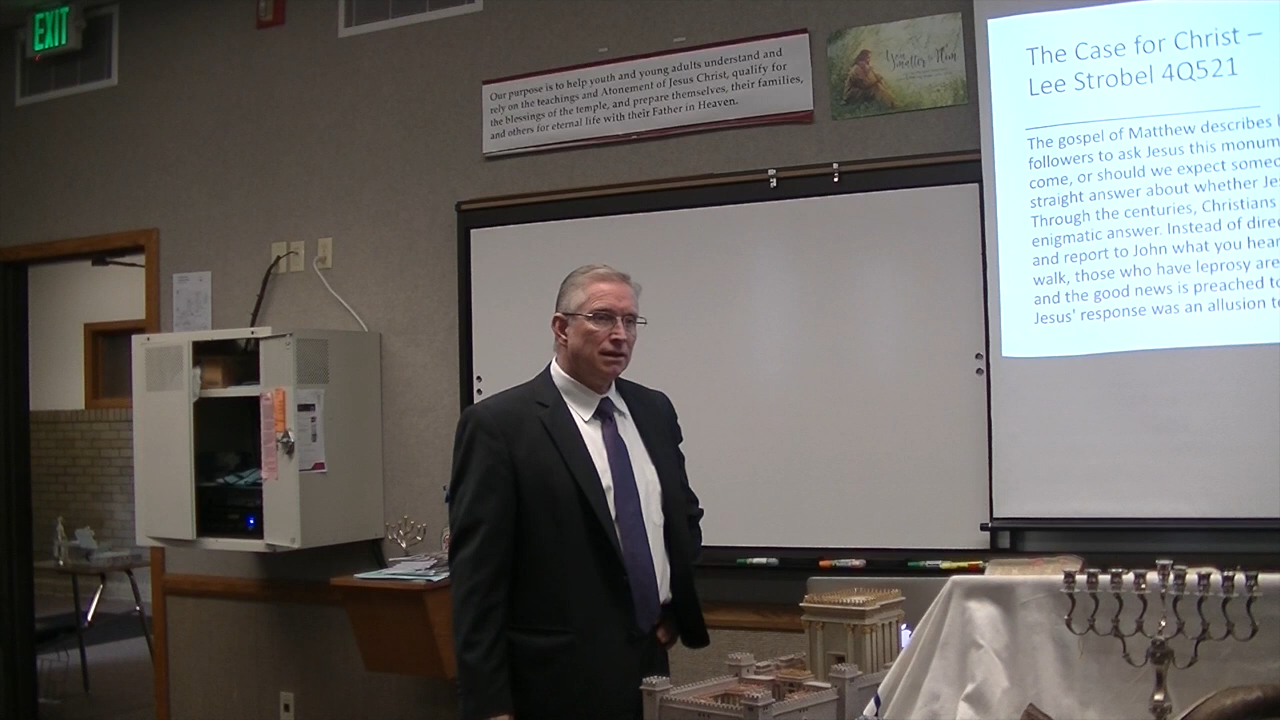 EXIT
Our purpose is to help youth and young adults understand and
rely on the teachings and Atonement of Jesus Christ, qualify for
the blessings of the temple, and prepare themselves, their families,
and others for eternal life with their Father in Heaven.
You
Matter to Him
The Case for Christ –
Lee Strobel 4Q521
The gospel of Matthew describes
followers to ask Jesus this
come, or should we expect
straight answer about whether
Through the centuries, Christians
enigmatic answer. Instead of
and report to John what you hear
walk, those who have leprosy are
and the good news is preached
Jesus' response was an allusion